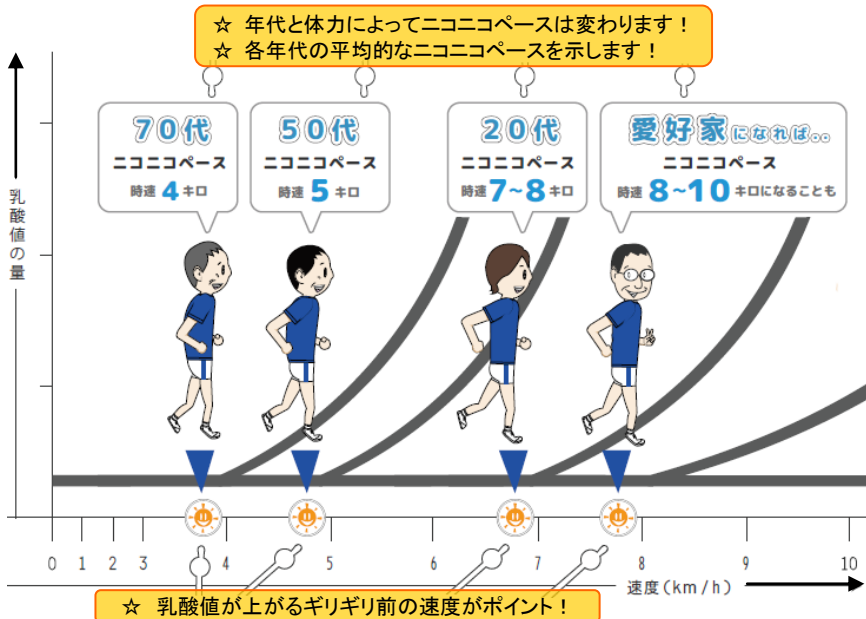 ☆ 年代と体力によってニコニコペースは変わります！
☆ 各年代の平均的なニコニコペースを示します！
70代
ニコニコペース
時速 4 キロ
50代
ニコニコペース
時速 5 キロ
20代
ニコニコペース
時速 7~8 キロ
愛好家になれば..
ニコニコペース
時速 8~10 キロになることも
乳酸値の量
0 1 2 3 4 5 6 7 8 9 10
速度(km/h)
☆ 乳酸値が上がるギリギリ前の速度がポイント！